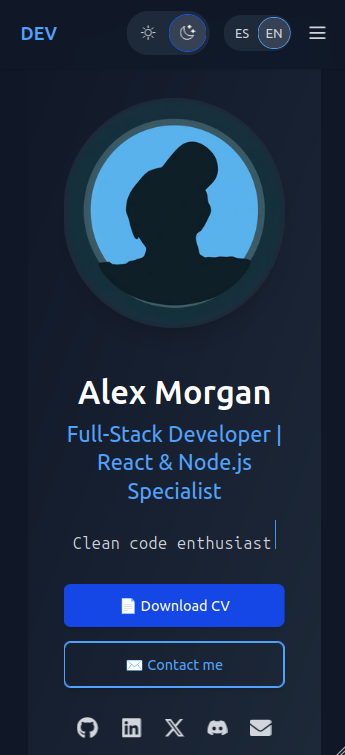 DEV
ES EN
Alex Morgan
Full-Stack Developer |
React & Node.js
Specialist
Clean code enthusiast
Download CV
Contact me